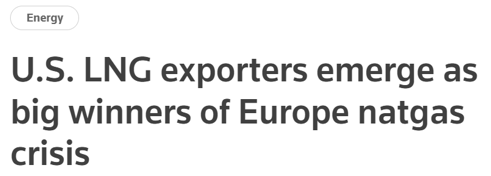 Energy
U.S. LNG exporters emerge as
big winners of Europe natgas
crisis